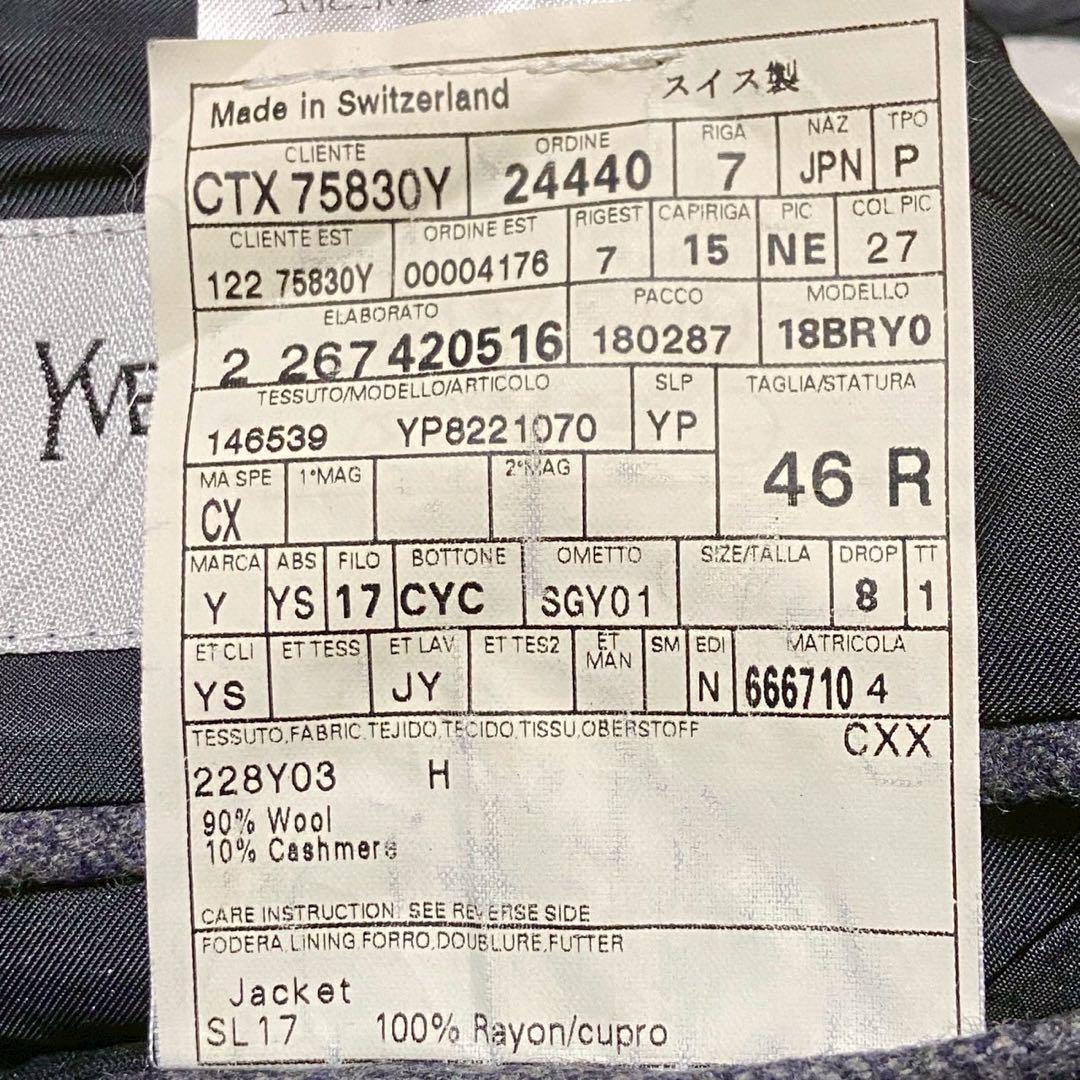 Made in Switzerland スイス製
CLIENTE ORDINE RIGA NAZ TPO
CTX 75830Y 24440 7 JPN P
CLIENTE EST ORDINE EST RIGEST CAPIRIGA PIC COL PIC
122 75830Y 00004176 7 15 NE 27
ELABORATO PACCO MODELLO
2 267 420516 180287 18BRY0
TESSUTO/MODELLO/ARTICOLO SLP TAGLIA/STATURA
146539 YP8221070 YP 46 R
MA SPE 1°MAG 2°MAG
CX
MARCA ABS FILO BOTTONE OMETTO SIZE/TALLA DROP TT
Y YS 17 CYC SGY01 8 1
ET CLI ET TESS ET LAV ET TES2 ET MAN SM EDI MATRICOLA
YS JY N 666710 4
TESSUTO,FABRIC,TEJIDO,TECIDO,TISSU,OBERSTOFF CXX
228Y03 H
90% Wool
10% Cashmere
CARE INSTRUCTION: SEE REVERSE SIDE
FODERA,LINING FORRO,DOUBLURE,FUTTER
Jacket
SL17 100% Rayon/cupro
YVE